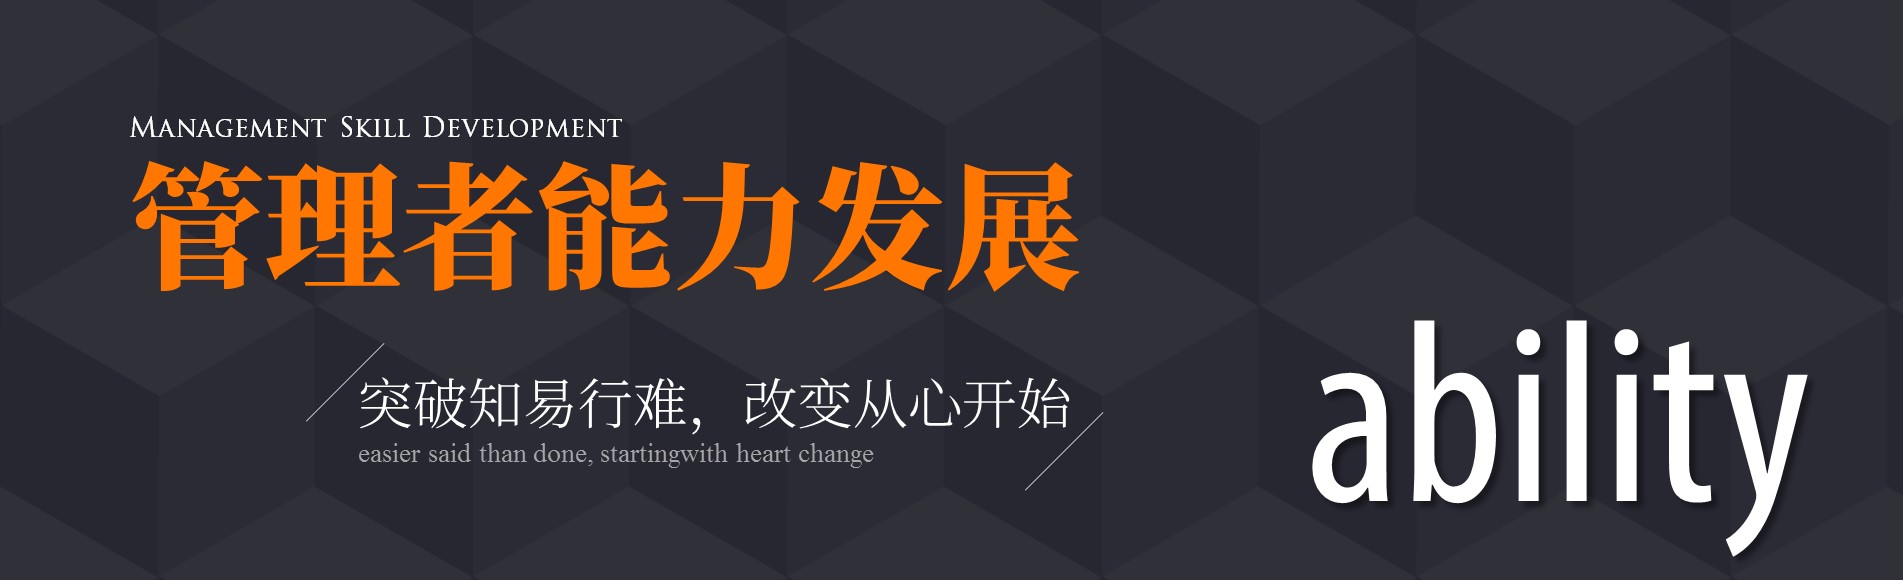 Management Skill Development
管理者能力发展
突破知易行难，改变从心开始
easier said than done, startingwith heart change
ability